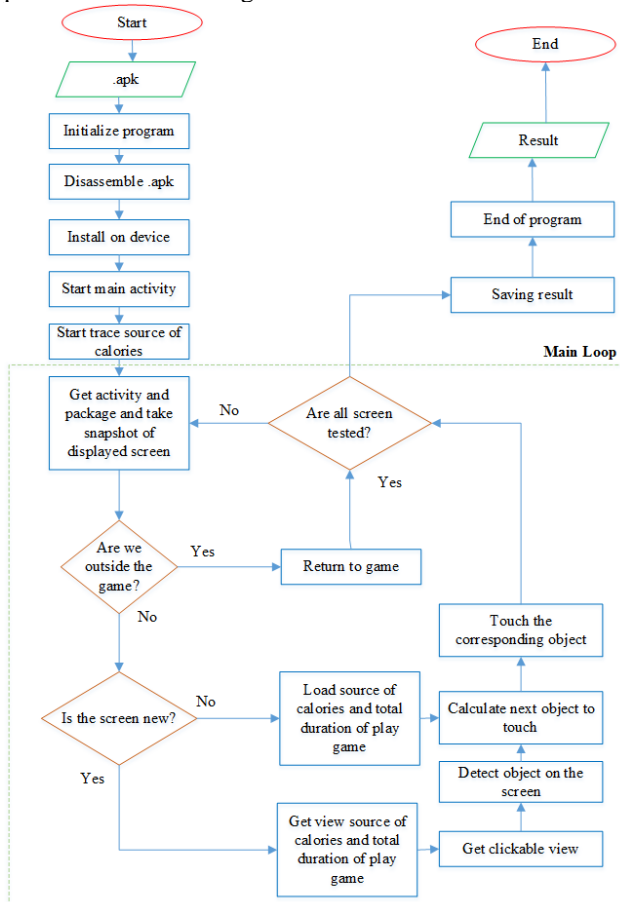 Start
.apk
Initialize program
Disassemble .apk
Install on device
Start main activity
Start trace source of
calories
End
Result
End of program
Saving result
Main Loop
Get activity and
package and take
snapshot of
displayed screen
No
Are all screen
tested?
Yes
Are we
outside the
game?
Yes
Return to game
No
Touch the
corresponding object
Is the screen new?
No
Load source of
calories and total
duration of play
game
Calculate next object to
touch
Detect object on the
screen
Yes
Get view source of
calories and total
duration of play
game
Get clickable view